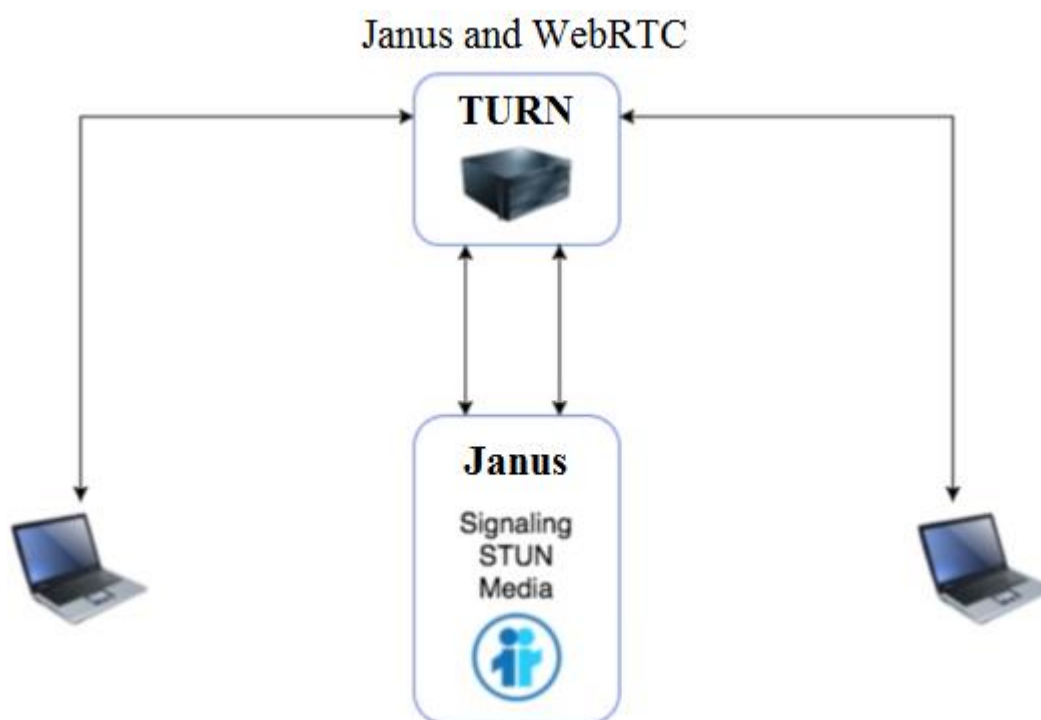 Janus and WebRTC
TURN
Janus
Signaling
STUN
Media